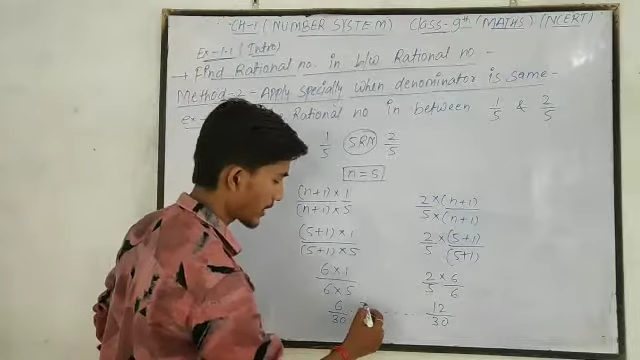 CH-1 (NUMBER SYSTEM) Class-9th (MATHS) (NCERT)
Ex-1.1 (Intro)
→ Find Rational no. in b/w Rational no -
Method-2 - Apply specially when denominator is same -
ex- Rational no in between 1/5 & 2/5
1/5 5RN 2/5
n=5
(n+1)×1/(n+1)×5 2×(n+1)/5×(n+1)
(5+1)×1/(5+1)×5 2/5×(5+1)/(5+1)
6×1/6×5 2/5×6/6
6/30 7 ..... 12/30